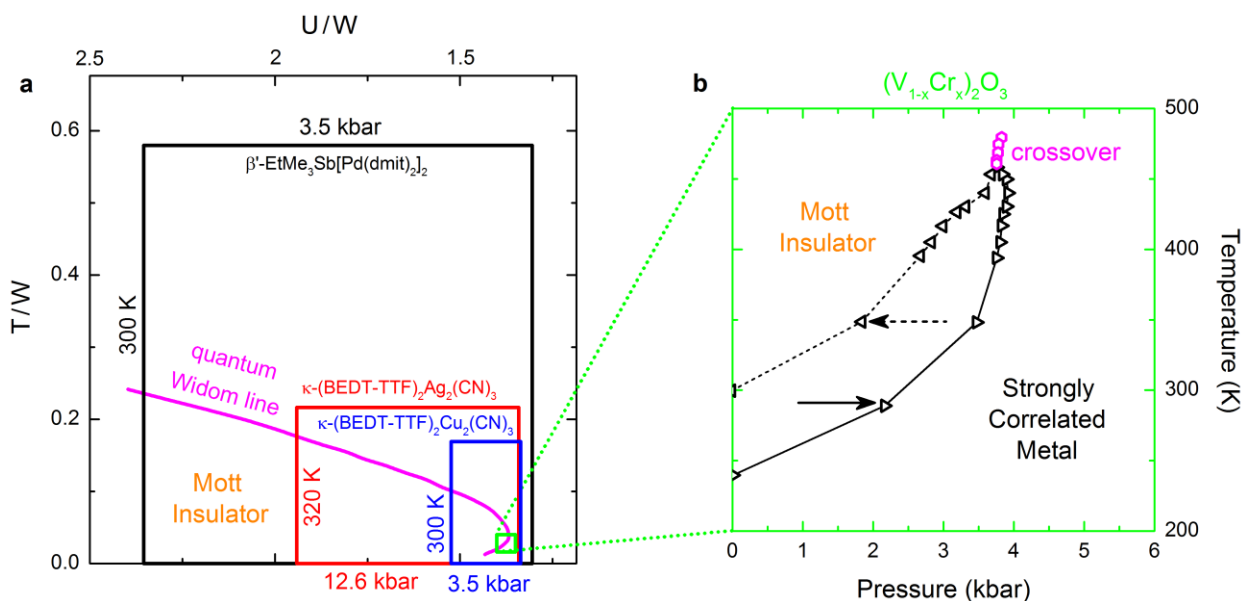 U/W
2.5
2
1.5
a
T/W
0.6
0.4
0.2
0.0
3.5 kbar
β'-EtMe₃Sb[Pd(dmit)₂]₂
300 K
quantum
Widom line
κ-(BEDT-TTF)₂Ag₂(CN)₃
κ-(BEDT-TTF)₂Cu₂(CN)₃
Mott
Insulator
320 K
300 K
12.6 kbar
3.5 kbar
b
(V₁₋ₓCrₓ)₂O₃
crossover
Mott
Insulator
Strongly
Correlated
Metal
500
400
300
200
Temperature (K)
0
1
2
3
4
5
6
Pressure (kbar)